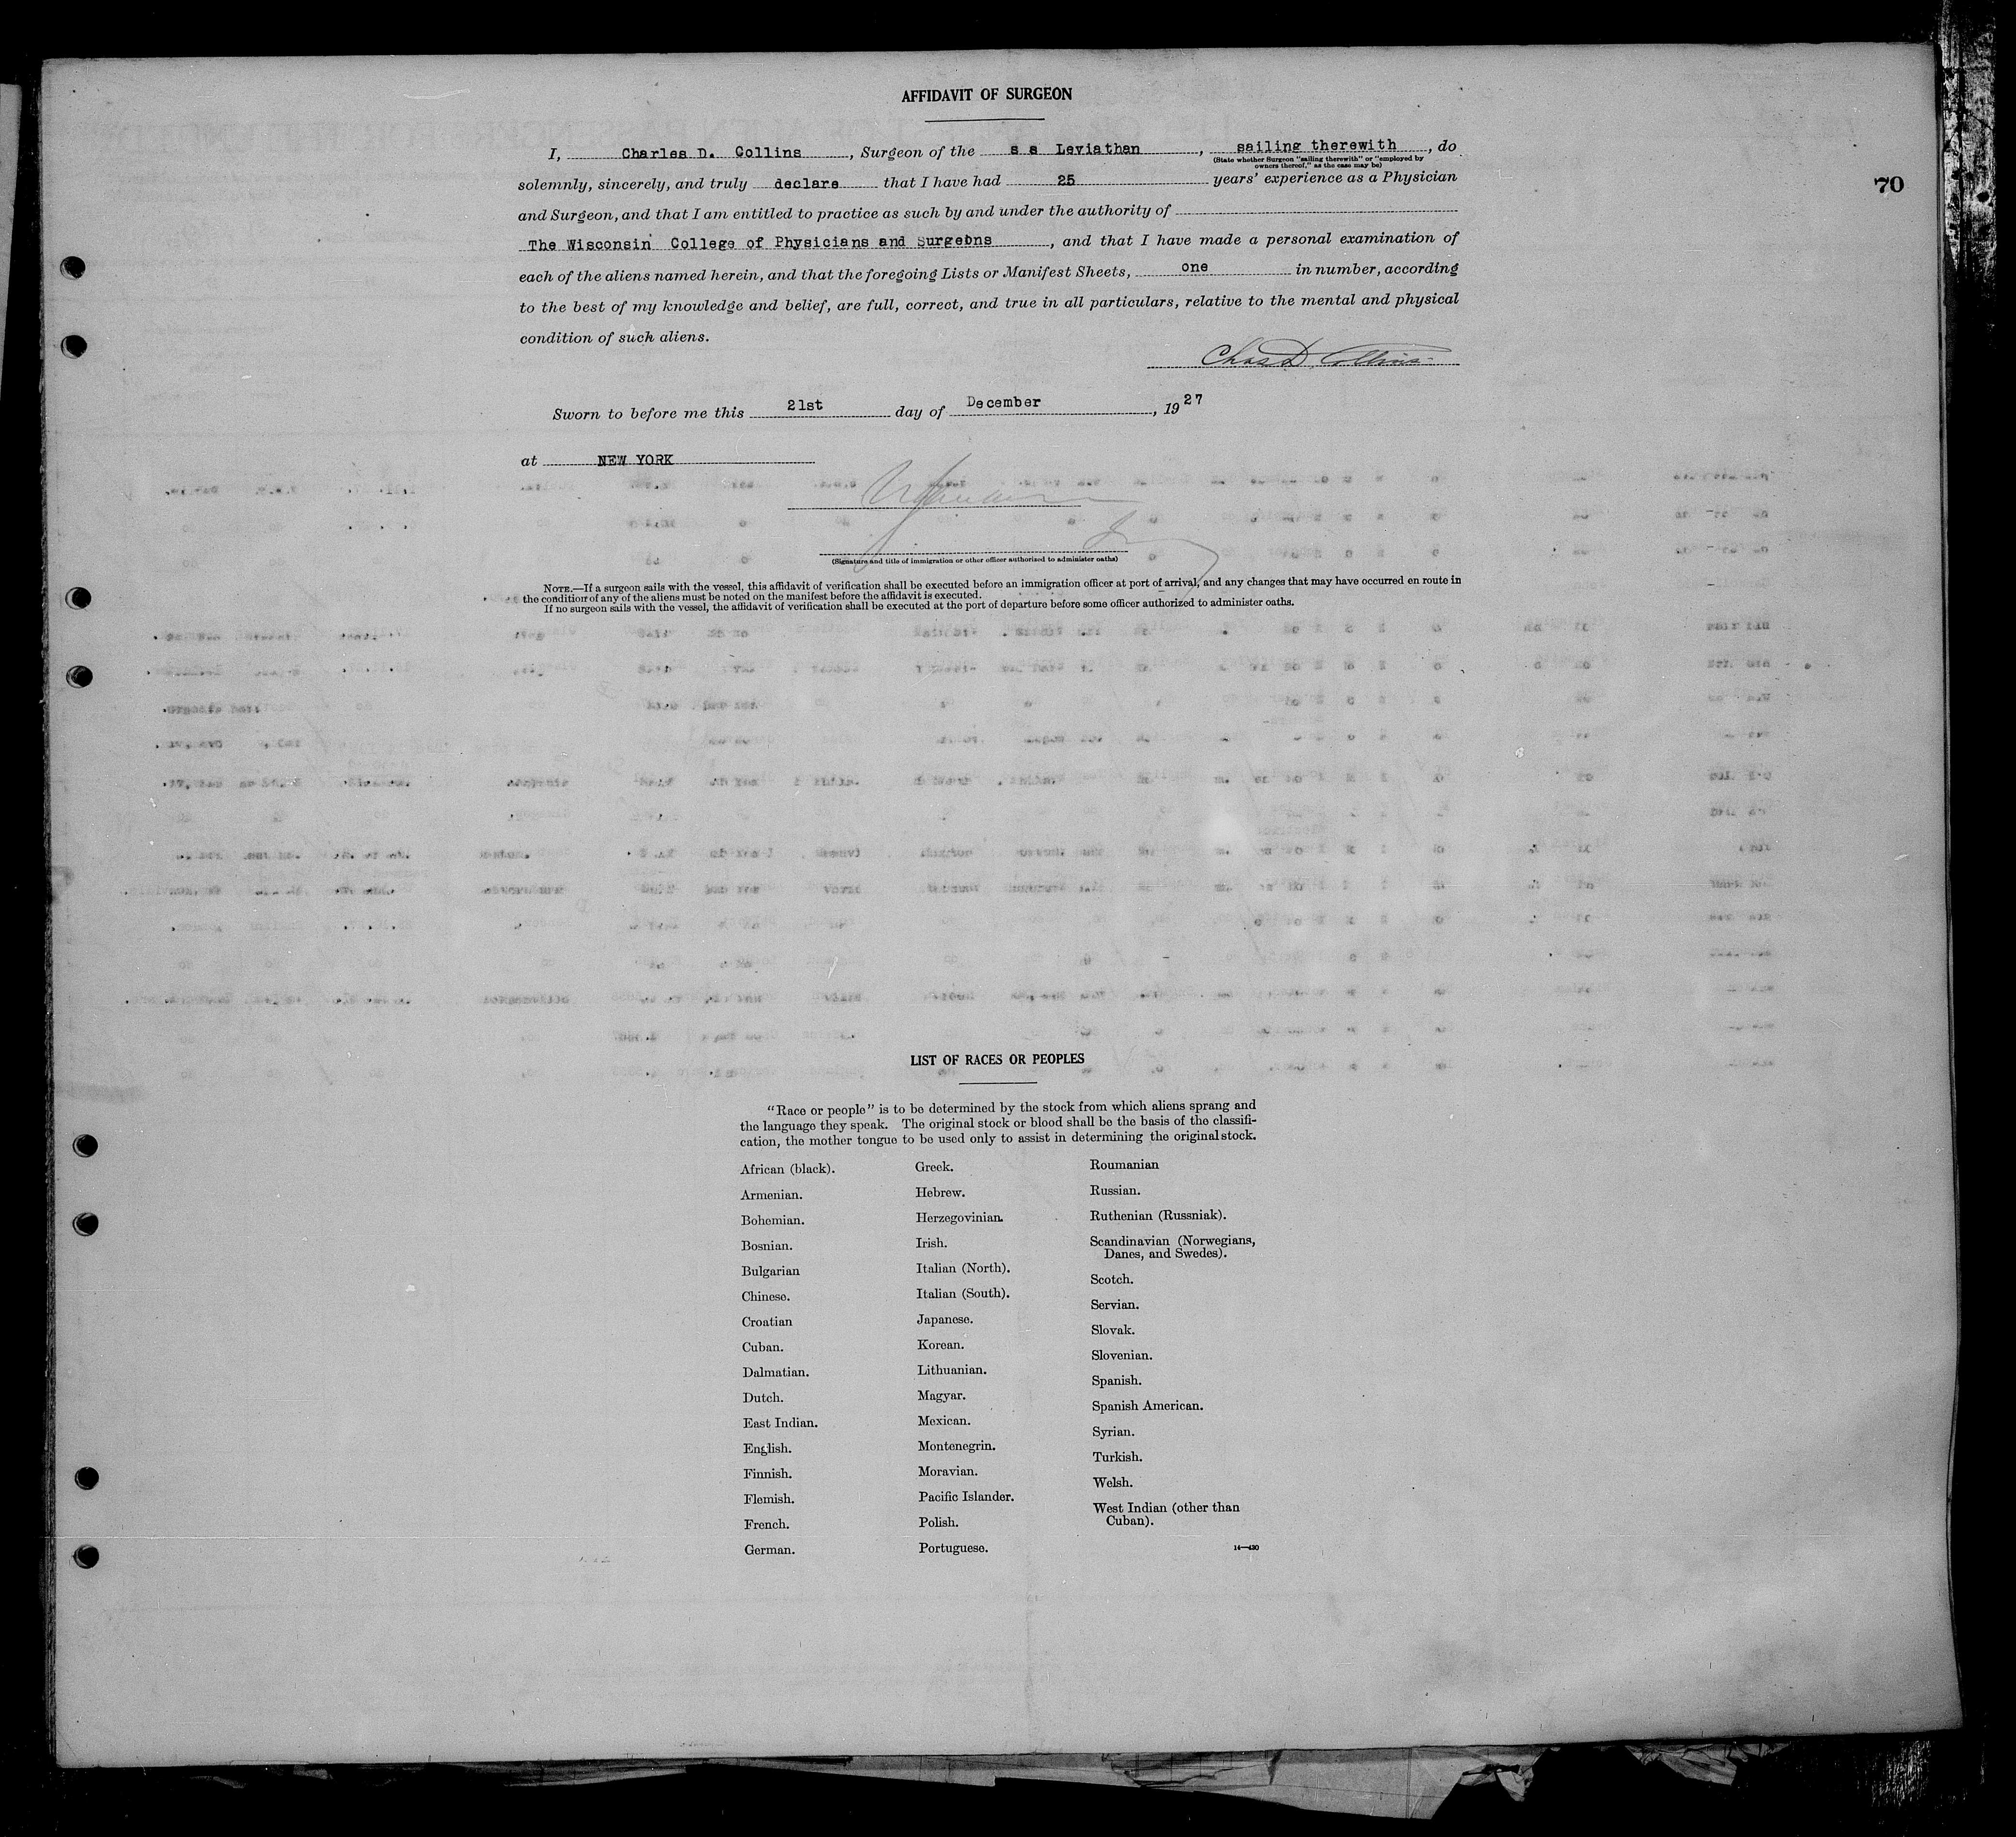 AFFIDAVIT OF SURGEON
I, Charles D. Collins, Surgeon of the s s Leviathan, sailing therewith, do
(State whether Surgeon "sailing therewith" or "employed by
owners thereof," as the case may be)
70
solemnly, sincerely, and truly declare that I have had 25 years' experience as a Physician
and Surgeon, and that I am entitled to practice as such by and under the authority of
The Wisconsin College of Physicians and Surgeons, and that I have made a personal examination of
each of the aliens named herein, and that the foregoing Lists or Manifest Sheets, one in number, according
to the best of my knowledge and belief, are full, correct, and true in all particulars, relative to the mental and physical
condition of such aliens.
Chas D. Collins
Sworn to before me this 21st day of December, 1927
at NEW YORK
(Signature and title of immigration or other officer authorized to administer oaths)
NOTE.—If a surgeon sails with the vessel, this affidavit of verification shall be executed before an immigration officer at port of arrival, and any changes that may have occurred en route in
the condition of any of the aliens must be noted on the manifest before the affidavit is executed.
If no surgeon sails with the vessel, the affidavit of verification shall be executed at the port of departure before some officer authorized to administer oaths.
LIST OF RACES OR PEOPLES
"Race or people" is to be determined by the stock from which aliens sprang and
the language they speak. The original stock or blood shall be the basis of the classifi-
cation, the mother tongue to be used only to assist in determining the original stock.
African (black).
Armenian.
Bohemian.
Bosnian.
Bulgarian
Chinese.
Croatian
Cuban.
Dalmatian.
Dutch.
East Indian.
English.
Finnish.
Flemish.
French.
German.
Greek.
Hebrew.
Herzegovinian.
Irish.
Italian (North).
Italian (South).
Japanese.
Korean.
Lithuanian.
Magyar.
Mexican.
Montenegrin.
Moravian.
Pacific Islander.
Polish.
Portuguese.
Roumanian
Russian.
Ruthenian (Russniak).
Scandinavian (Norwegians,
Danes, and Swedes).
Scotch.
Servian.
Slovak.
Slovenian.
Spanish.
Spanish American.
Syrian.
Turkish.
Welsh.
West Indian (other than
Cuban).
14—430